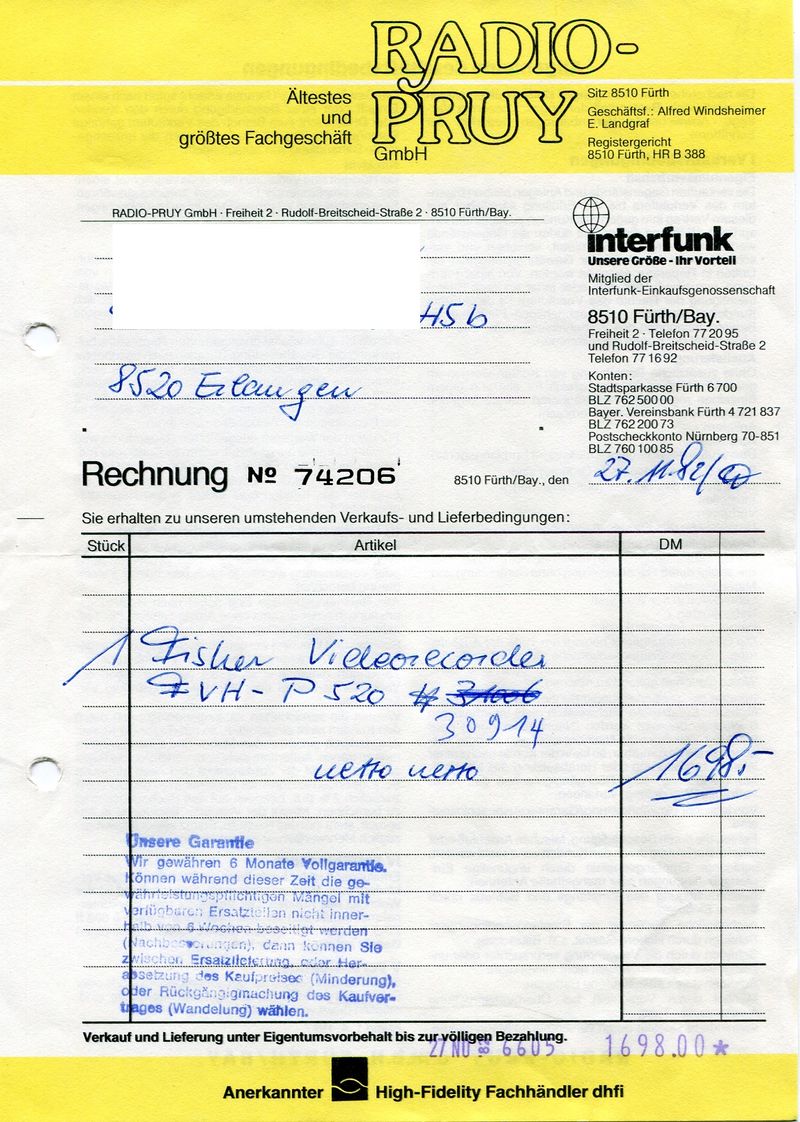 RADIO-
PRUY
GmbH
Ältestes
und
größtes Fachgeschäft
Sitz 8510 Fürth
Geschäftsf.: Alfred Windsheimer
E. Landgraf
Registergericht
8510 Fürth, HR B 388
RADIO-PRUY GmbH · Freiheit 2 · Rudolf-Breitscheid-Straße 2 · 8510 Fürth/Bay.
45b
8520 Erlangen
interfunk
Unsere Größe - Ihr Vorteil
Mitglied der
Interfunk-Einkaufsgenossenschaft
8510 Fürth/Bay.
Freiheit 2 · Telefon 77 20 95
und Rudolf-Breitscheid-Straße 2
Telefon 77 16 92
Konten:
Stadtsparkasse Fürth 6 700
BLZ 762 500 00
Bayer. Vereinsbank Fürth 4 721 837
BLZ 762 200 73
Postscheckkonto Nürnberg 70-851
BLZ 760 100 85
Rechnung No 74206
8510 Fürth/Bay., den 27.11.82/
Sie erhalten zu unseren umstehenden Verkaufs- und Lieferbedingungen:
Stück Artikel DM
1 Fisher Videorecorder
FVH-P 520 #
30914
netto netto 1698.-
Unsere Garantie
Wir gewähren 6 Monate Vollgarantie.
Können während dieser Zeit die ge-
währleistungspflichtigen Mängel mit
verfügbaren Ersatzteilen nicht inner-
halb von 6 Wochen beseitigt werden
(Nachbesserungen), dann können Sie
zwischen Ersatzlieferung, oder Her-
absetzung des Kaufpreises (Minderung),
oder Rückgängigmachung des Kaufver-
trages (Wandelung) wählen.
Verkauf und Lieferung unter Eigentumsvorbehalt bis zur völligen Bezahlung.
27 NO 82 6605 1698.00*
Anerkannter High-Fidelity Fachhändler dhfi